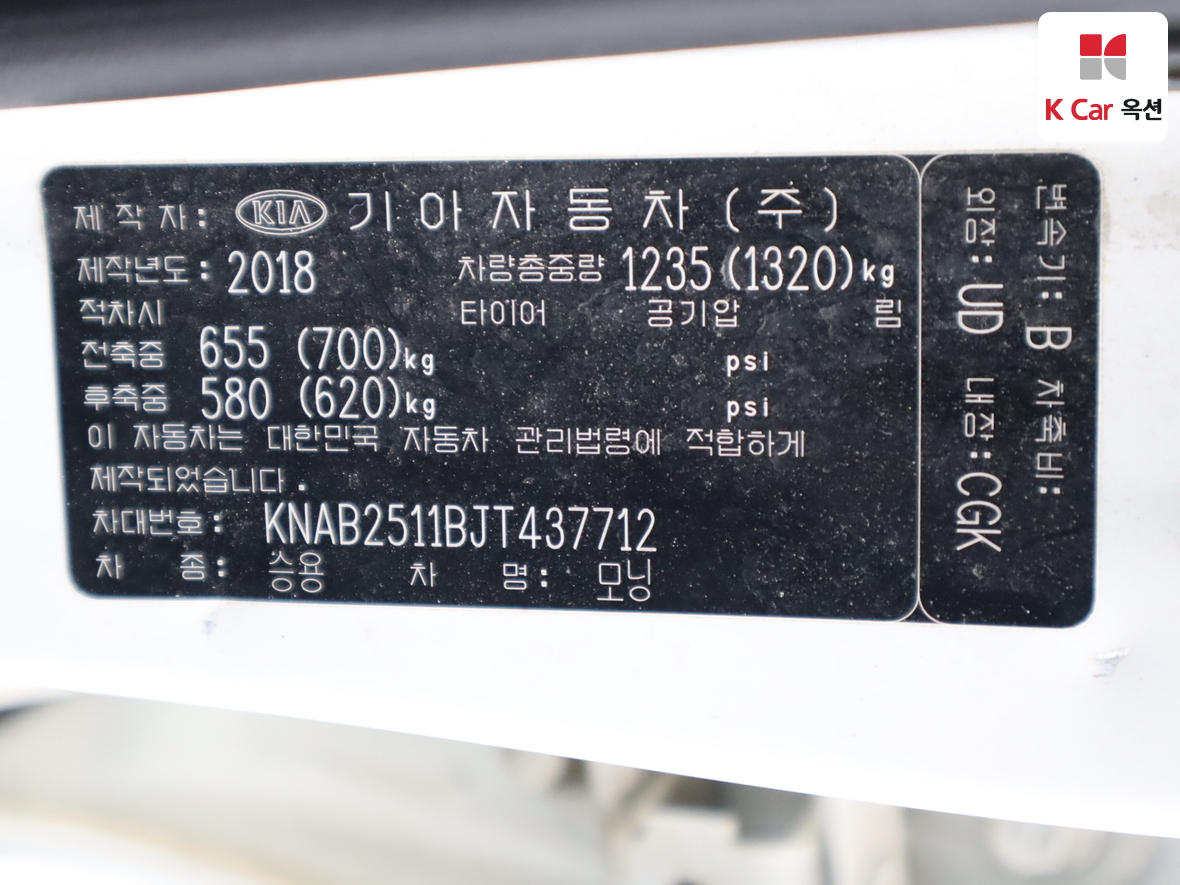 K Car 옥션
제 작 자: KIA 기 아 자 동 차 (주)
제작년도: 2018 차량총중량 1235 (1320) kg
적차시 타이어 공기압 림
전축중 655 (700) kg psi
후축중 580 (620) kg psi
이 자동차는 대한민국 자동차 관리법령에 적합하게
제작되었습니다.
차대번호: KNAB2511BJT437712
차 종: 승용 차 명: 모닝
변속기: B 차축비:
외장: UD 내장: CGK